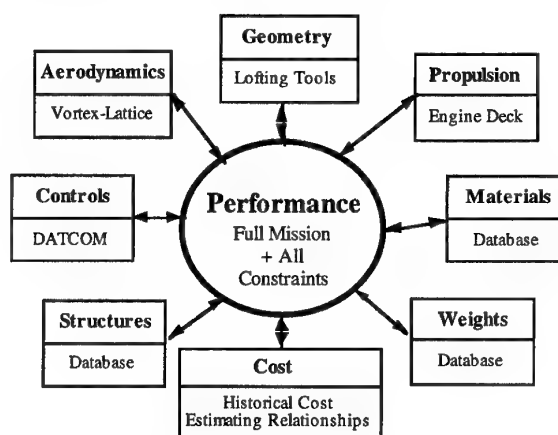 Geometry
Lofting Tools
Aerodynamics
Vortex-Lattice
Propulsion
Engine Deck
Controls
DATCOM
Performance
Full Mission
+ All
Constraints
Materials
Database
Structures
Database
Weights
Database
Cost
Historical Cost
Estimating Relationships